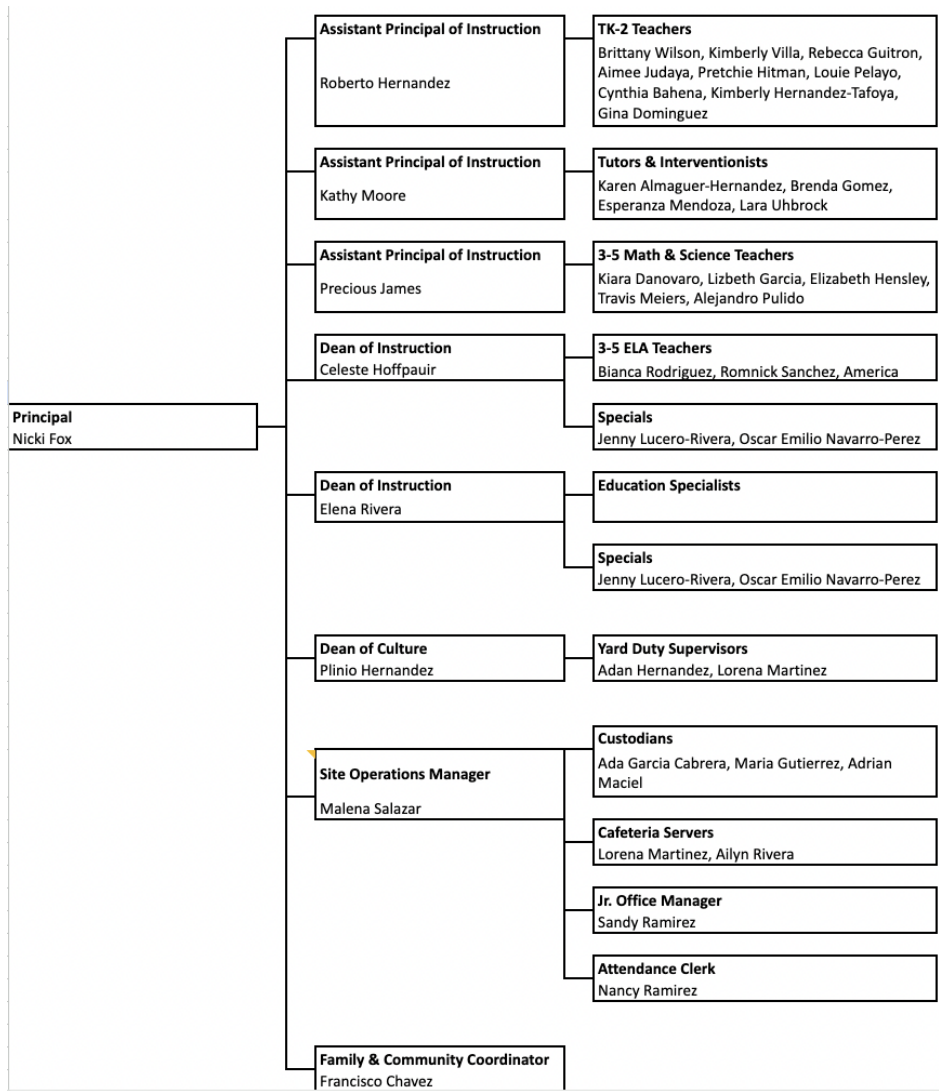 Principal
Nicki Fox
Assistant Principal of Instruction
Roberto Hernandez
TK-2 Teachers
Brittany Wilson, Kimberly Villa, Rebecca Guitron,
Aimee Judaya, Pretchie Hitman, Louie Pelayo,
Cynthia Bahena, Kimberly Hernandez-Tafoya,
Gina Dominguez
Assistant Principal of Instruction
Kathy Moore
Tutors & Interventionists
Karen Almaguer-Hernandez, Brenda Gomez,
Esperanza Mendoza, Lara Uhbrock
Assistant Principal of Instruction
Precious James
3-5 Math & Science Teachers
Kiara Danovaro, Lizbeth Garcia, Elizabeth Hensley,
Travis Meiers, Alejandro Pulido
Dean of Instruction
Celeste Hoffpauir
3-5 ELA Teachers
Bianca Rodriguez, Romnick Sanchez, America
Specials
Jenny Lucero-Rivera, Oscar Emilio Navarro-Perez
Dean of Instruction
Elena Rivera
Education Specialists
Specials
Jenny Lucero-Rivera, Oscar Emilio Navarro-Perez
Dean of Culture
Plinio Hernandez
Yard Duty Supervisors
Adan Hernandez, Lorena Martinez
Site Operations Manager
Malena Salazar
Custodians
Ada Garcia Cabrera, Maria Gutierrez, Adrian
Maciel
Cafeteria Servers
Lorena Martinez, Ailyn Rivera
Jr. Office Manager
Sandy Ramirez
Attendance Clerk
Nancy Ramirez
Family & Community Coordinator
Francisco Chavez